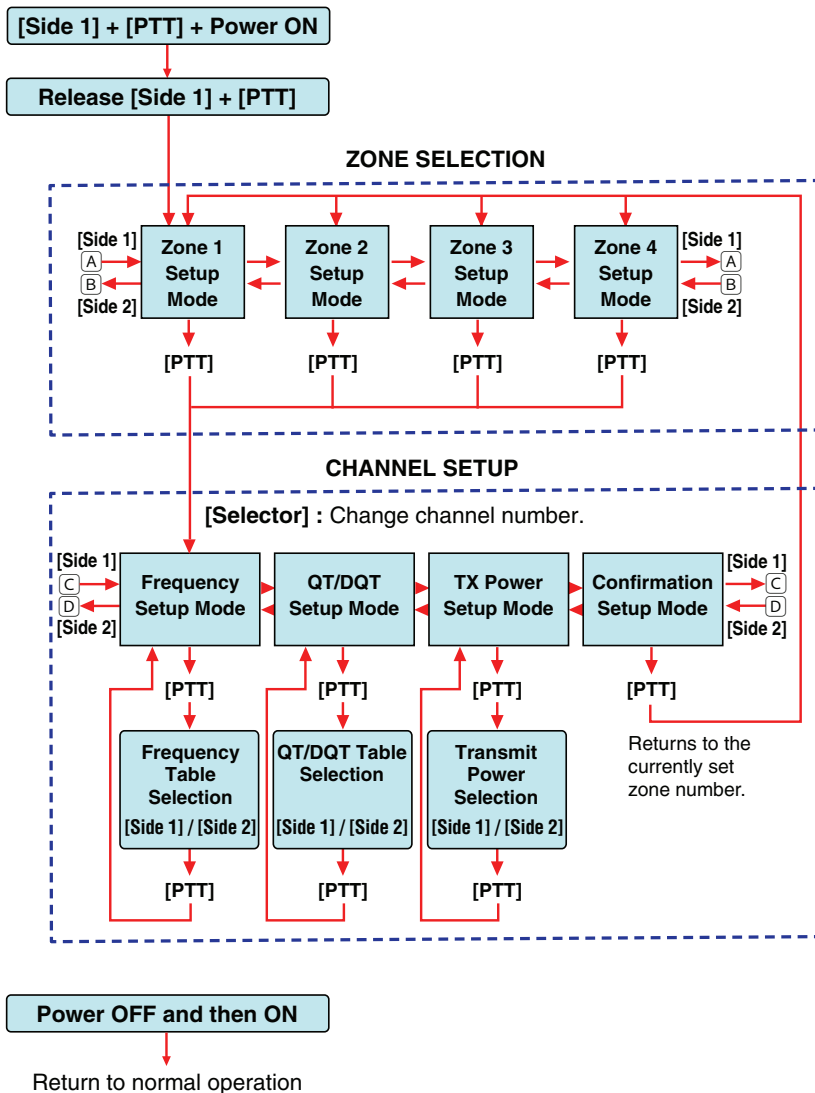 [Side 1] + [PTT] + Power ON
Release [Side 1] + [PTT]
ZONE SELECTION
[Side 1]
A
B
[Side 2]
Zone 1
Setup
Mode
Zone 2
Setup
Mode
Zone 3
Setup
Mode
Zone 4
Setup
Mode
[Side 1]
A
B
[Side 2]
[PTT]
[PTT]
[PTT]
[PTT]
CHANNEL SETUP
[Selector] : Change channel number.
[Side 1]
C
D
[Side 2]
Frequency
Setup Mode
QT/DQT
Setup Mode
TX Power
Setup Mode
Confirmation
Setup Mode
[Side 1]
C
D
[Side 2]
[PTT]
[PTT]
[PTT]
[PTT]
Frequency
Table
Selection
[Side 1] / [Side 2]
QT/DQT Table
Selection
[Side 1] / [Side 2]
Transmit
Power
Selection
[Side 1] / [Side 2]
Returns to the
currently set
zone number.
[PTT]
[PTT]
[PTT]
Power OFF and then ON
Return to normal operation